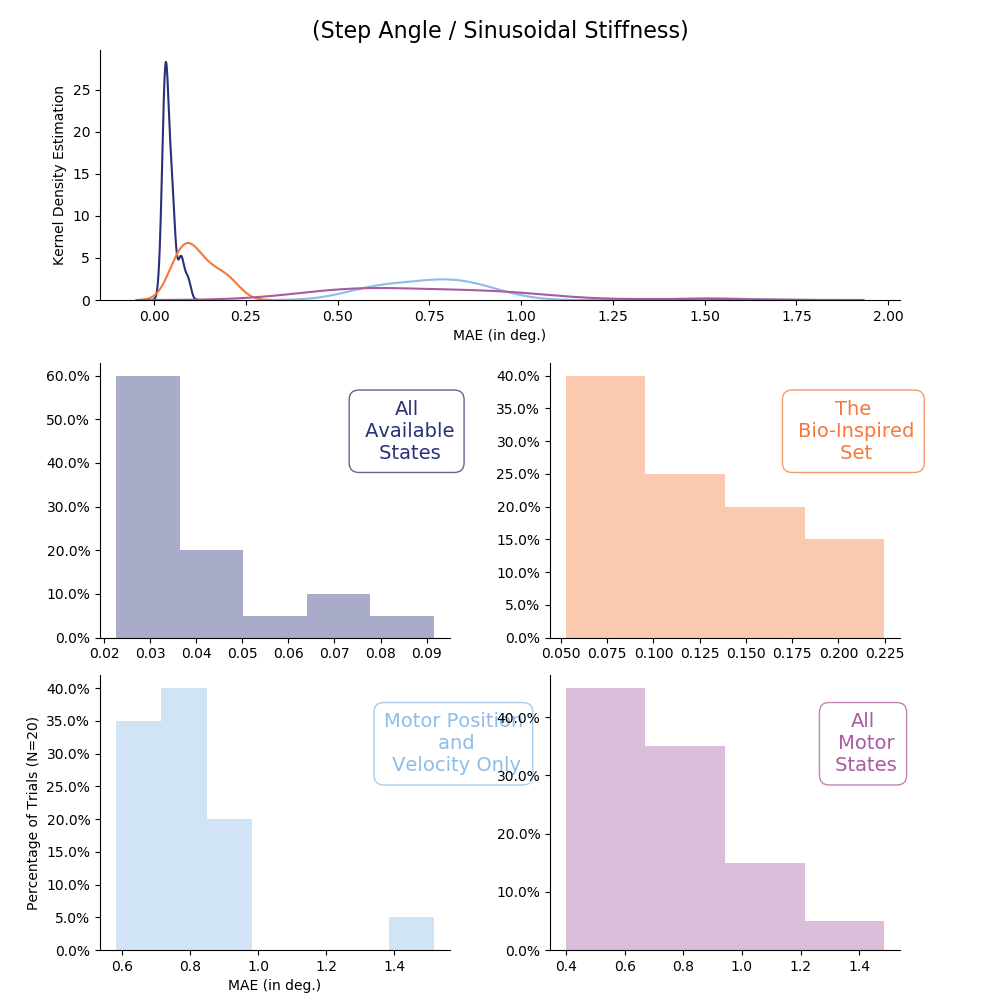 (Step Angle / Sinusoidal Stiffness)
25
20
15
10
5
0
Kernel Density Estimation
0.00 0.25 0.50 0.75 1.00 1.25 1.50 1.75 2.00
MAE (in deg.)
60.0%
50.0%
40.0%
30.0%
20.0%
10.0%
0.0%
All
Available
States
0.02 0.03 0.04 0.05 0.06 0.07 0.08 0.09
40.0%
35.0%
30.0%
25.0%
20.0%
15.0%
10.0%
5.0%
0.0%
The
Bio-Inspired
Set
0.050 0.075 0.100 0.125 0.150 0.175 0.200 0.225
Percentage of Trials (N=20)
40.0%
35.0%
30.0%
25.0%
20.0%
15.0%
10.0%
5.0%
0.0%
Motor Position
and
Velocity Only
0.6 0.8 1.0 1.2 1.4
MAE (in deg.)
40.0%
30.0%
20.0%
10.0%
0.0%
All
Motor
States
0.4 0.6 0.8 1.0 1.2 1.4